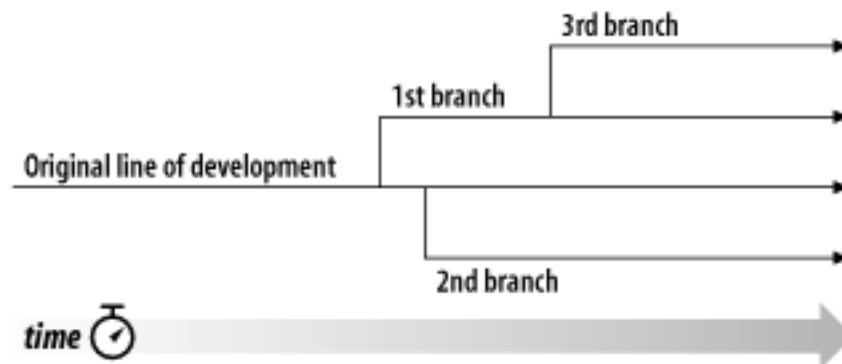 3rd branch
1st branch
Original line of development
2nd branch
time